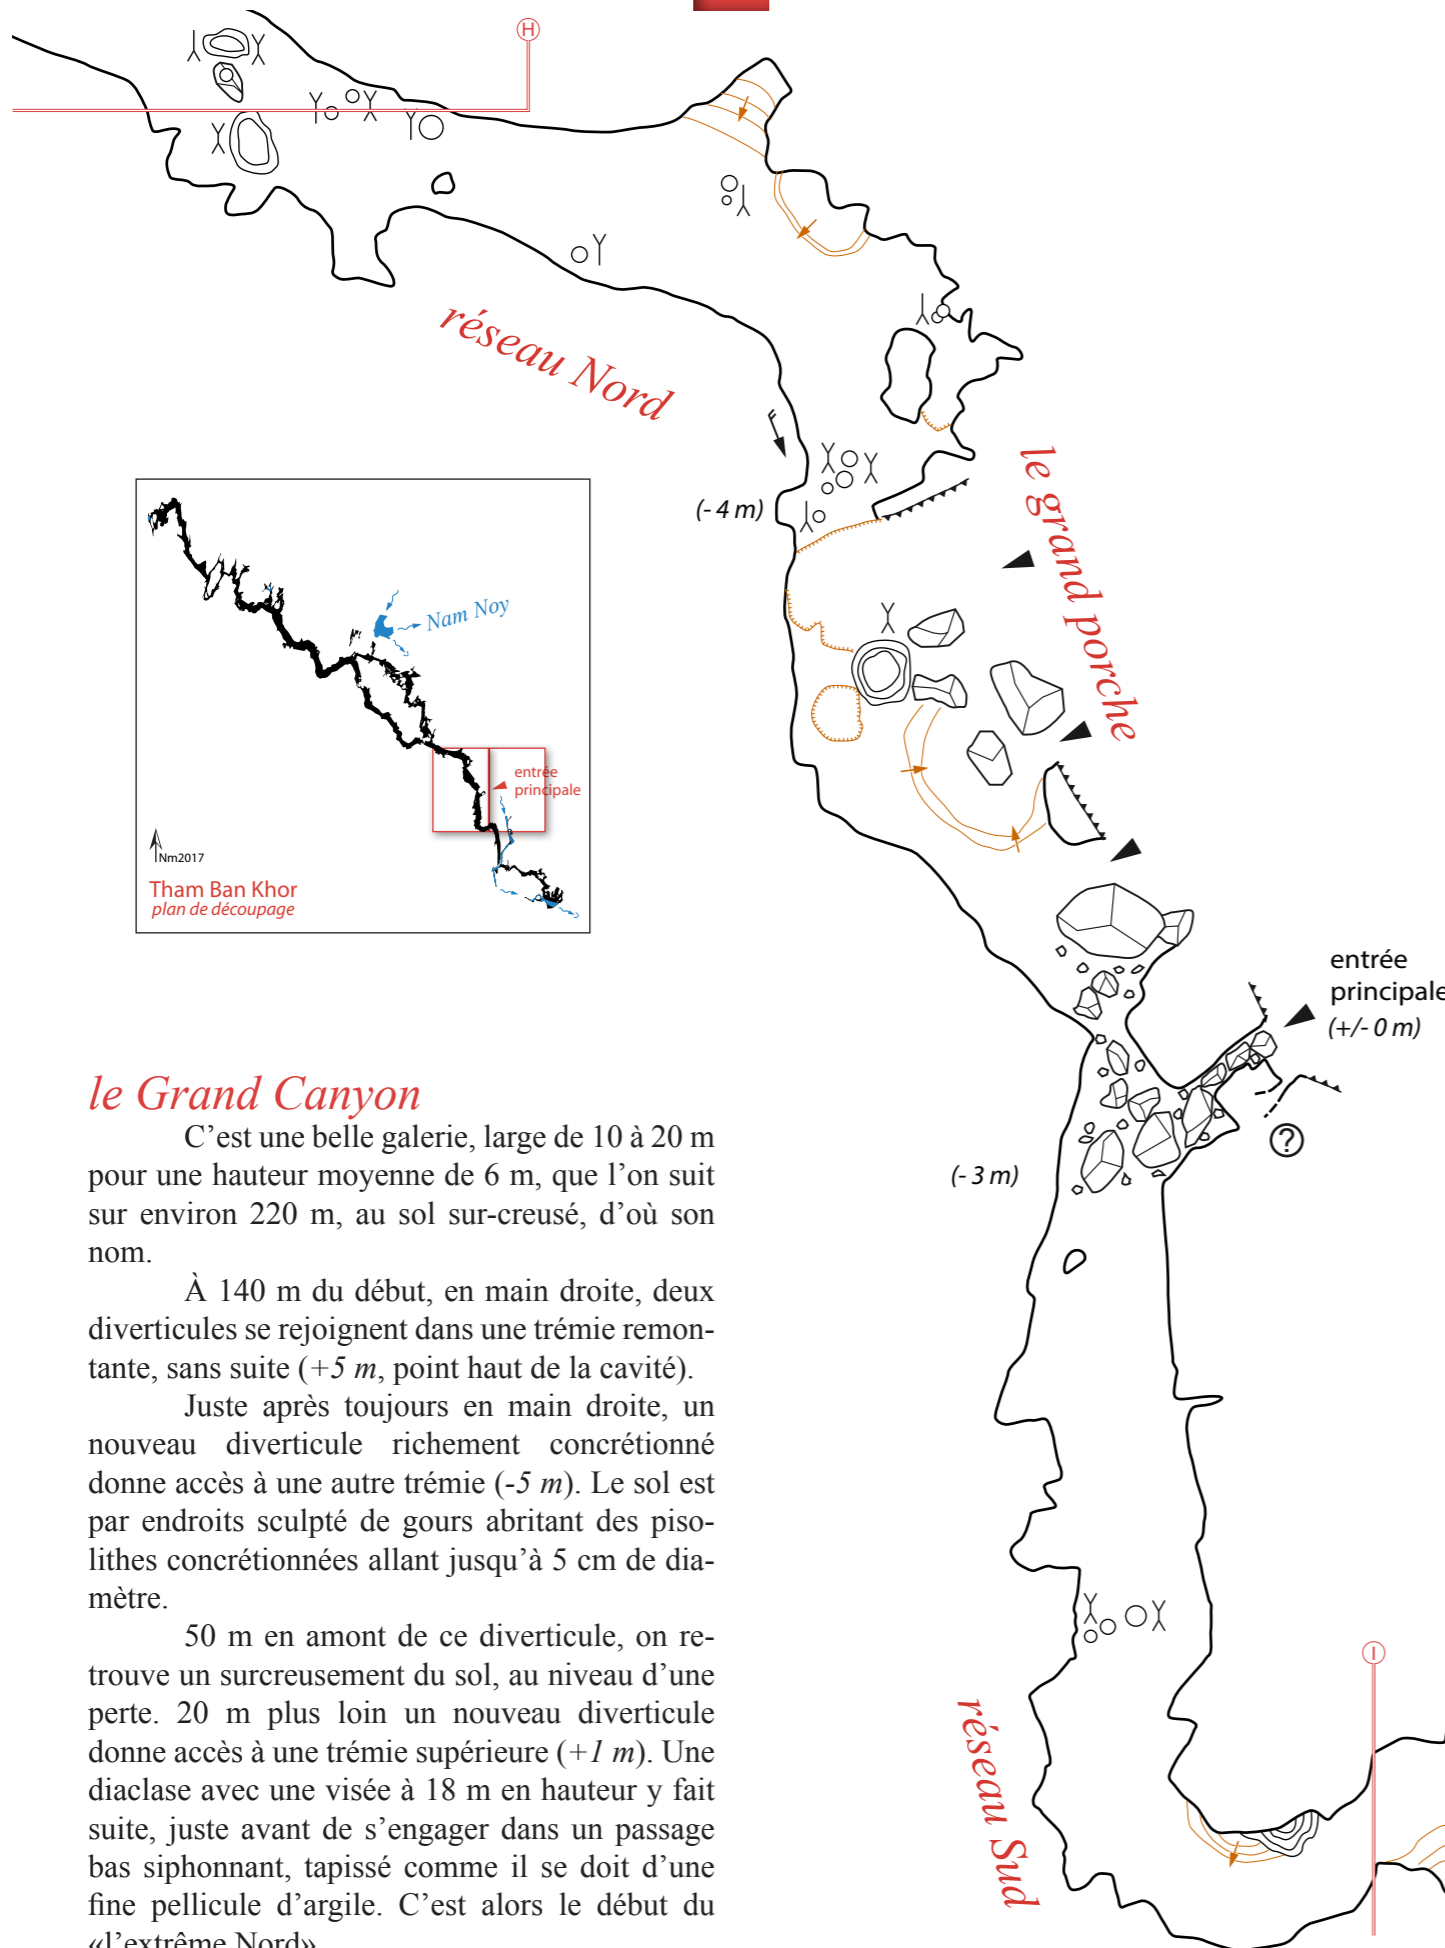 H
réseau Nord
F
(- 4 m)
le grand porche
Nam Noy
entrée
principale
Nm2017
Tham Ban Khor
plan de découpage
entrée
principale
(+/- 0 m)
?
(- 3 m)
le Grand Canyon
C’est une belle galerie, large de 10 à 20 m
pour une hauteur moyenne de 6 m, que l’on suit
sur environ 220 m, au sol sur-creusé, d’où son
nom.
À 140 m du début, en main droite, deux
diverticules se rejoignent dans une trémie remon-
tante, sans suite (+5 m, point haut de la cavité).
Juste après toujours en main droite, un
nouveau diverticule richement concrétionné
donne accès à une autre trémie (-5 m). Le sol est
par endroits sculpté de gours abritant des piso-
lithes concrétionnées allant jusqu’à 5 cm de dia-
mètre.
50 m en amont de ce diverticule, on re-
trouve un surcreusement du sol, au niveau d’une
perte. 20 m plus loin un nouveau diverticule
donne accès à une trémie supérieure (+1 m). Une
diaclase avec une visée à 18 m en hauteur y fait
suite, juste avant de s’engager dans un passage
bas siphonnant, tapissé comme il se doit d’une
fine pellicule d’argile. C’est alors le début du
«l’extrême Nord»
I
réseau Sud